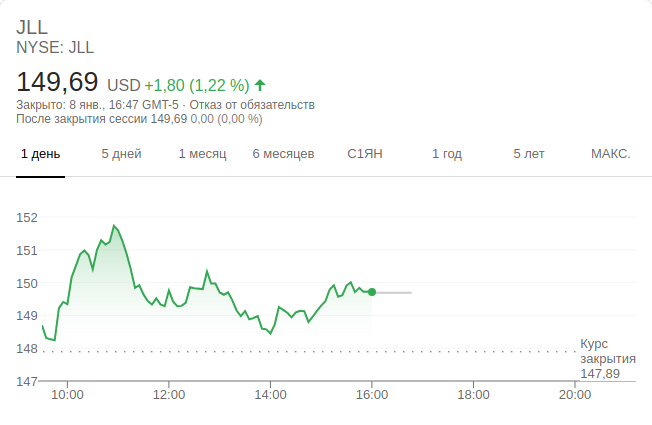 JLL
NYSE: JLL
149,69 USD +1,80 (1,22 %)
Закрыто: 8 янв., 16:47 GMT-5 · Отказ от обязательств
После закрытия сессии 149,69 0,00 (0,00 %)
1 день 5 дней 1 месяц 6 месяцев С1ЯН 1 год 5 лет МАКС.
152
151
150
149
148
147
Курс
закрытия
147,89
10:00 12:00 14:00 16:00 18:00 20:00